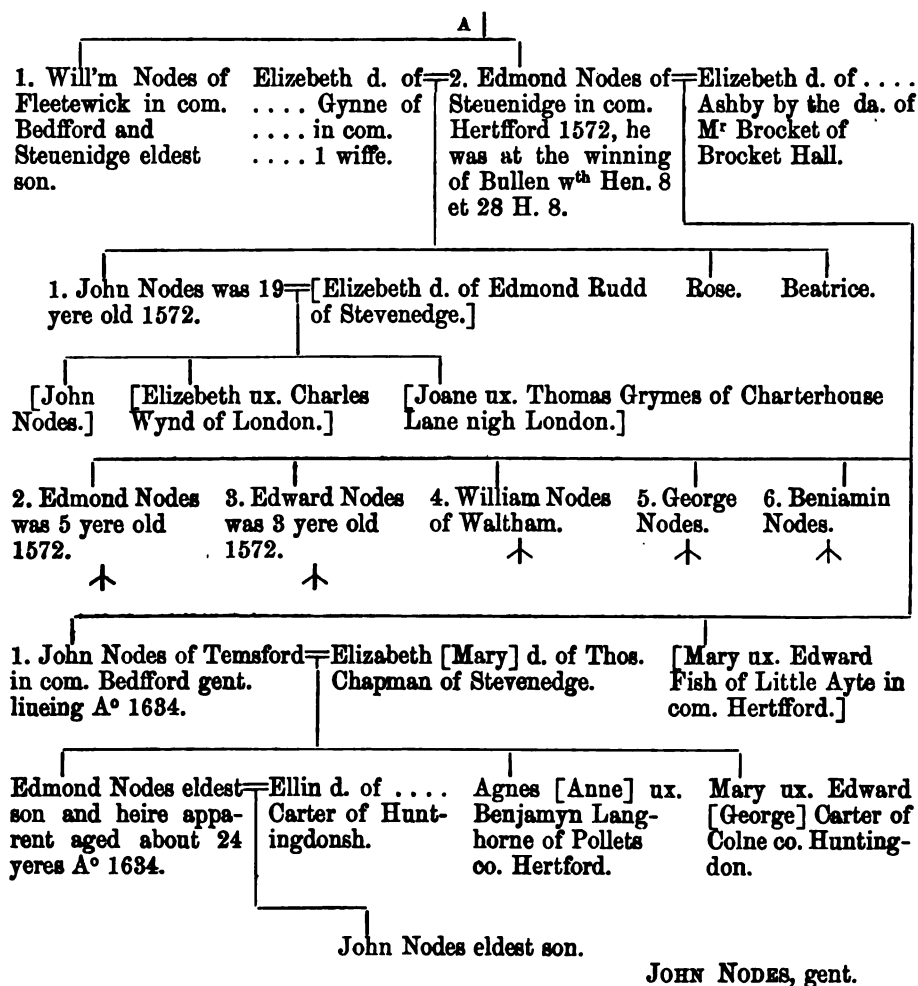 A
1. Will'm Nodes of
Fleetewick in com.
Bedfford and
Steuenidge eldest
son.
Elizebeth d. of
.... Gynne of
.... in com.
.... 1 wiffe.
2. Edmond Nodes of
Steuenidge in com.
Hertfford 1572, he
was at the winning
of Bullen wth Hen. 8
et 28 H. 8.
Elizebeth d. of ....
Ashby by the da. of
Mr Brocket of
Brocket Hall.
1. John Nodes was 19
yere old 1572.
[Elizebeth d. of Edmond Rudd
of Stevenedge.]
Rose.
Beatrice.
[John
Nodes.]
[Elizebeth ux. Charles
Wynd of London.]
[Joane ux. Thomas Grymes of Charterhouse
Lane nigh London.]
2. Edmond Nodes
was 5 yere old
1572.
3. Edward Nodes
was 3 yere old
1572.
4. William Nodes
of Waltham.
5. George
Nodes.
6. Beniamin
Nodes.
1. John Nodes of Temsford
in com. Bedfford gent.
liueing Ao 1634.
Elizabeth [Mary] d. of Thos.
Chapman of Stevenedge.
[Mary ux. Edward
Fish of Little Ayte in
com. Hertfford.]
Edmond Nodes eldest
son and heire appa-
rent aged about 24
yeres Ao 1634.
Ellin d. of ....
Carter of Hunt-
ingdonsh.
Agnes [Anne] ux.
Benjamyn Lang-
horne of Pollets
co. Hertford.
Mary ux. Edward
[George] Carter of
Colne co. Hunting-
don.
John Nodes eldest son.
JOHN NODES, gent.